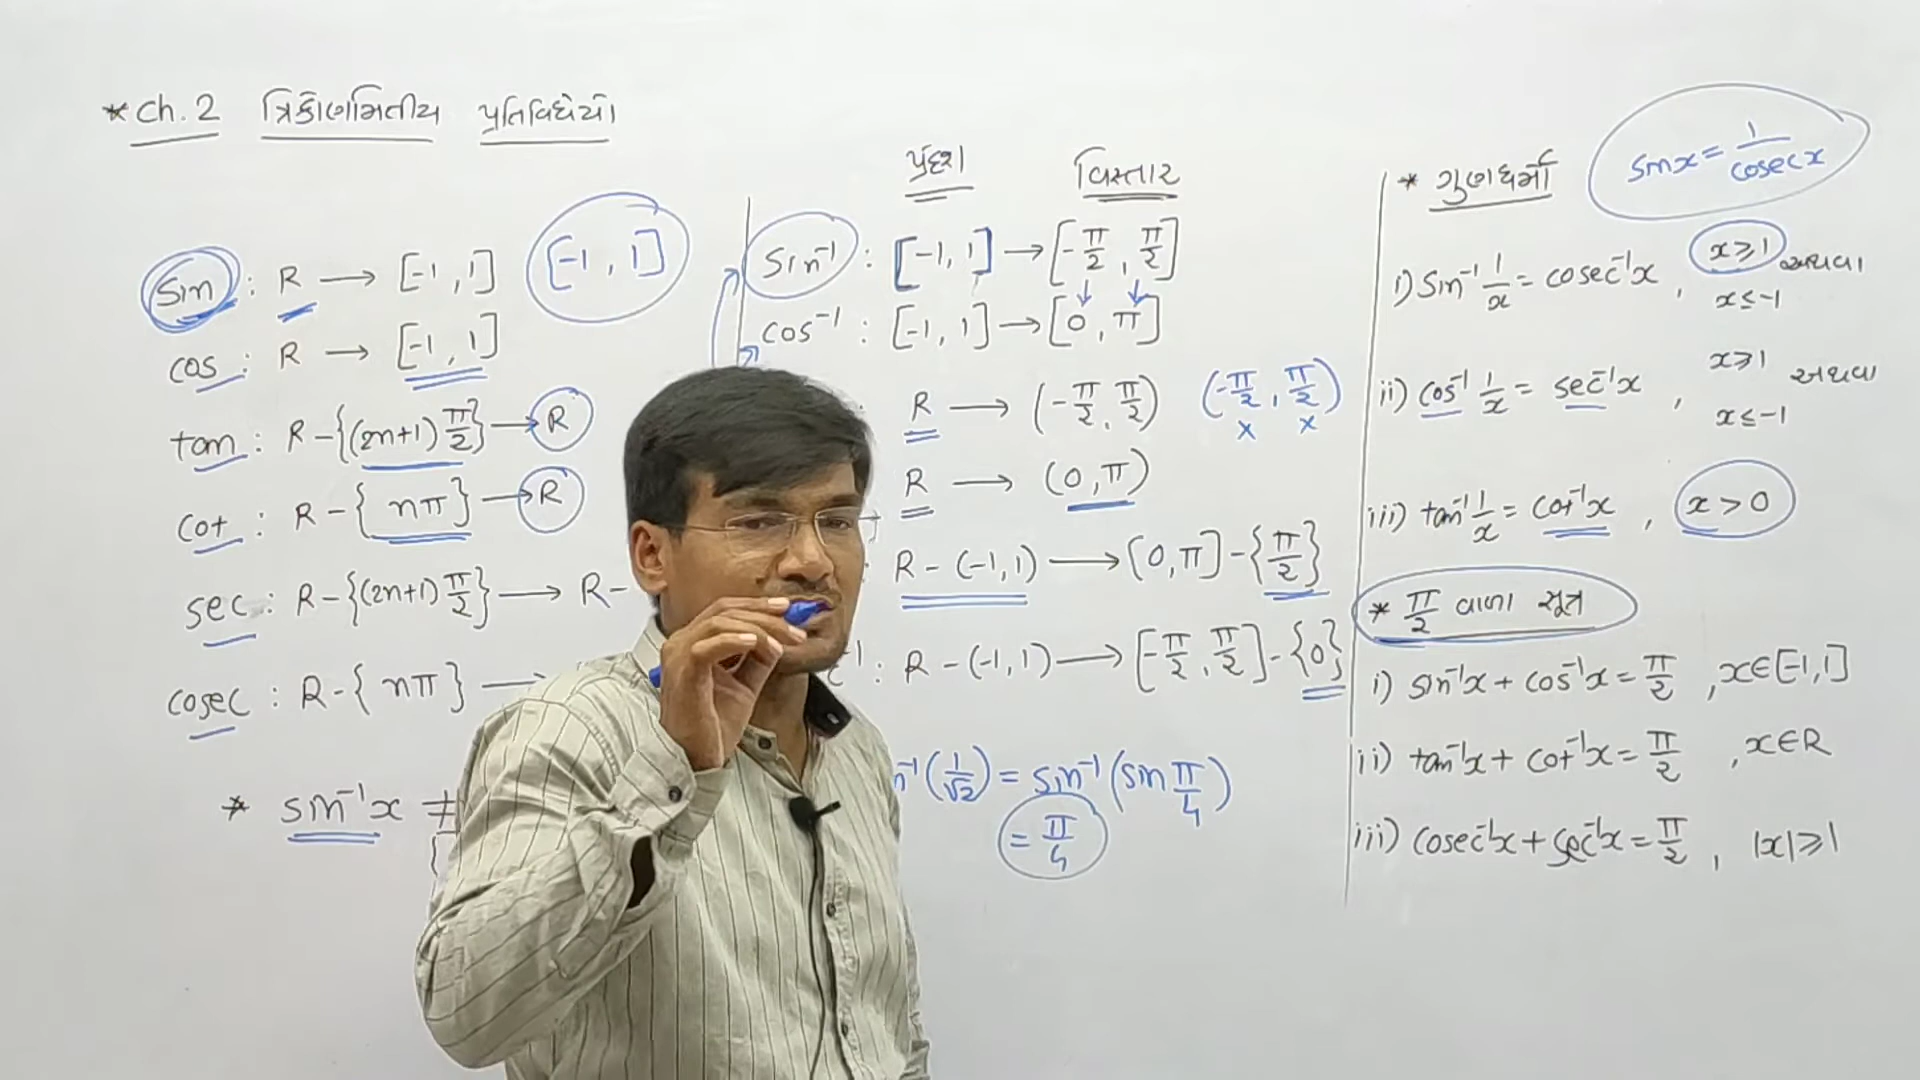 * Ch. 2 ત્રિકોણમિતીય પ્રતિવિધેયો
Sin : R → [-1, 1] [-1, 1]
cos : R → [-1, 1]
tan : R - {(2n+1) π/2} → R
cot : R - { nπ } → R
sec : R - {(2n+1) π/2} → R -
cosec : R - { nπ } →
* sin⁻¹x ≠
પ્રદેશ વિસ્તાર
Sin⁻¹ : [-1, 1] → [-π/2, π/2]
cos⁻¹ : [-1, 1] → [0, π]
R → (-π/2, π/2) (-π/2, π/2)
x x
R → (0, π)
: R - (-1, 1) → [0, π] - {π/2}
⁻¹ : R - (-1, 1) → [-π/2, π/2] - {0}
n⁻¹(1/√2) = sin⁻¹(sin π/4)
= π/4
* ગુણધર્મો
sinx = 1/cosecx
i) Sin⁻¹ 1/x = cosec⁻¹x , x ≥ 1 અથવા
x ≤ -1
ii) cos⁻¹ 1/x = sec⁻¹x , x ≥ 1 અથવા
x ≤ -1
iii) tan⁻¹ 1/x = cot⁻¹x , x > 0
* π/2 વાળા સૂત્ર
i) sin⁻¹x + cos⁻¹x = π/2 , x∈[-1, 1]
ii) tan⁻¹x + cot⁻¹x = π/2 , x∈R
iii) cosec⁻¹x + sec⁻¹x = π/2 , |x| ≥ 1